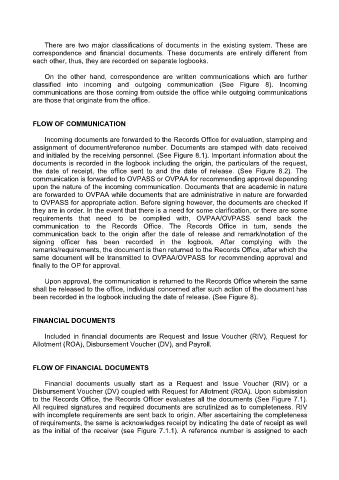 There are two major classifications of documents in the existing system. These are
correspondence and financial documents. These documents are entirely different from
each other, thus, they are recorded on separate logbooks.
On the other hand, correspondence are written communications which are further
classified into incoming and outgoing communication (See Figure 8). Incoming
communications are those coming from outside the office while outgoing communications
are those that originate from the office.
FLOW OF COMMUNICATION
Incoming documents are forwarded to the Records Office for evaluation, stamping and
assignment of document/reference number. Documents are stamped with date received
and initialed by the receiving personnel. (See Figure 8.1). Important information about the
documents is recorded in the logbook including the origin, the particulars of the request,
the date of receipt, the office sent to and the date of release. (See Figure 8.2). The
communication is forwarded to OVPASS or OVPAA for recommending approval depending
upon the nature of the incoming communication. Documents that are academic in nature
are forwarded to OVPAA while documents that are administrative in nature are forwarded
to OVPASS for appropriate action. Before signing however, the documents are checked if
they are in order. In the event that there is a need for some clarification, or there are some
requirements that need to be complied with, OVPAA/OVPASS send back the
communication to the Records Office. The Records Office in turn, sends the
communication back to the origin after the date of release and remark/notation of the
signing officer has been recorded in the logbook. After complying with the
remarks/requirements, the document is then returned to the Records Office, after which the
same document will be transmitted to OVPAA/OVPASS for recommending approval and
finally to the OP for approval.
Upon approval, the communication is returned to the Records Office wherein the same
shall be released to the office, individual concerned after such action of the document has
been recorded in the logbook including the date of release. (See Figure 8).
FINANCIAL DOCUMENTS
Included in financial documents are Request and Issue Voucher (RIV), Request for
Allotment (ROA), Disbursement Voucher (DV), and Payroll.
FLOW OF FINANCIAL DOCUMENTS
Financial documents usually start as a Request and Issue Voucher (RIV) or a
Disbursement Voucher (DV) coupled with Request for Allotment (ROA). Upon submission
to the Records Office, the Records Officer evaluates all the documents (See Figure 7.1).
All required signatures and required documents are scrutinized as to completeness. RIV
with incomplete requirements are sent back to origin. After ascertaining the completeness
of requirements, the same is acknowledges receipt by indicating the date of receipt as well
as the initial of the receiver (see Figure 7.1.1). A reference number is assigned to each